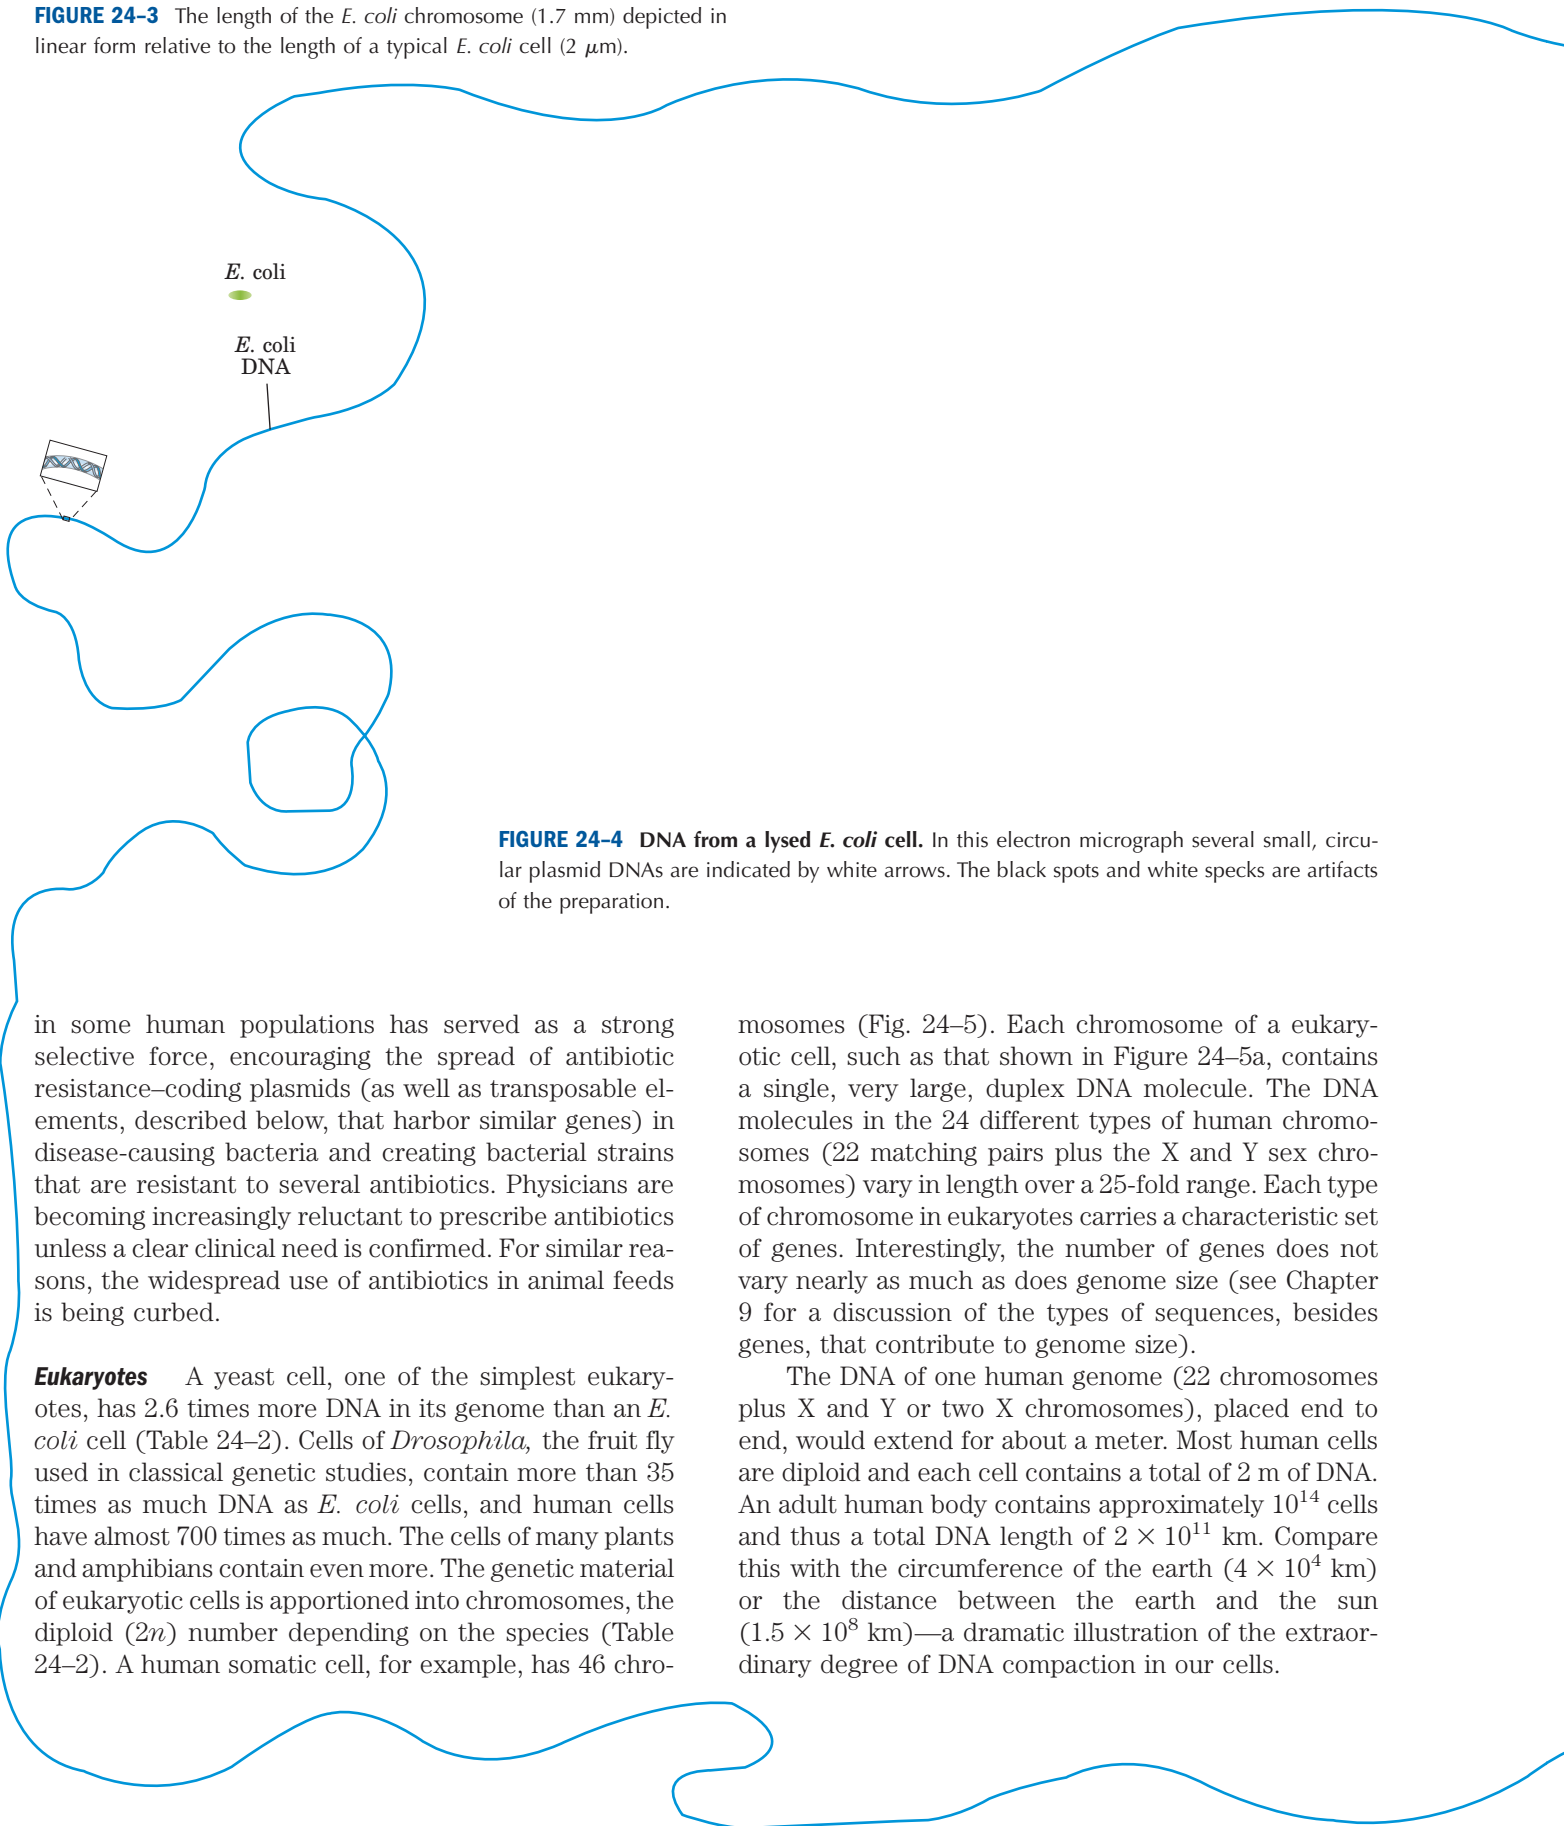 FIGURE 24–3 The length of the E. coli chromosome (1.7 mm) depicted in
linear form relative to the length of a typical E. coli cell (2 μm).
E. coli
E. coli
DNA
FIGURE 24–4 DNA from a lysed E. coli cell. In this electron micrograph several small, circu-
lar plasmid DNAs are indicated by white arrows. The black spots and white specks are artifacts
of the preparation.
in some human populations has served as a strong
selective force, encouraging the spread of antibiotic
resistance–coding plasmids (as well as transposable el-
ements, described below, that harbor similar genes) in
disease-causing bacteria and creating bacterial strains
that are resistant to several antibiotics. Physicians are
becoming increasingly reluctant to prescribe antibiotics
unless a clear clinical need is confirmed. For similar rea-
sons, the widespread use of antibiotics in animal feeds
is being curbed.
Eukaryotes A yeast cell, one of the simplest eukary-
otes, has 2.6 times more DNA in its genome than an E.
coli cell (Table 24–2). Cells of Drosophila, the fruit fly
used in classical genetic studies, contain more than 35
times as much DNA as E. coli cells, and human cells
have almost 700 times as much. The cells of many plants
and amphibians contain even more. The genetic material
of eukaryotic cells is apportioned into chromosomes, the
diploid (2n) number depending on the species (Table
24–2). A human somatic cell, for example, has 46 chro-
mosomes (Fig. 24–5). Each chromosome of a eukary-
otic cell, such as that shown in Figure 24–5a, contains
a single, very large, duplex DNA molecule. The DNA
molecules in the 24 different types of human chromo-
somes (22 matching pairs plus the X and Y sex chro-
mosomes) vary in length over a 25-fold range. Each type
of chromosome in eukaryotes carries a characteristic set
of genes. Interestingly, the number of genes does not
vary nearly as much as does genome size (see Chapter
9 for a discussion of the types of sequences, besides
genes, that contribute to genome size).
The DNA of one human genome (22 chromosomes
plus X and Y or two X chromosomes), placed end to
end, would extend for about a meter. Most human cells
are diploid and each cell contains a total of 2 m of DNA.
An adult human body contains approximately 10¹⁴ cells
and thus a total DNA length of 2 × 10¹¹ km. Compare
this with the circumference of the earth (4 × 10⁴ km)
or the distance between the earth and the sun
(1.5 × 10⁸ km)—a dramatic illustration of the extraor-
dinary degree of DNA compaction in our cells.